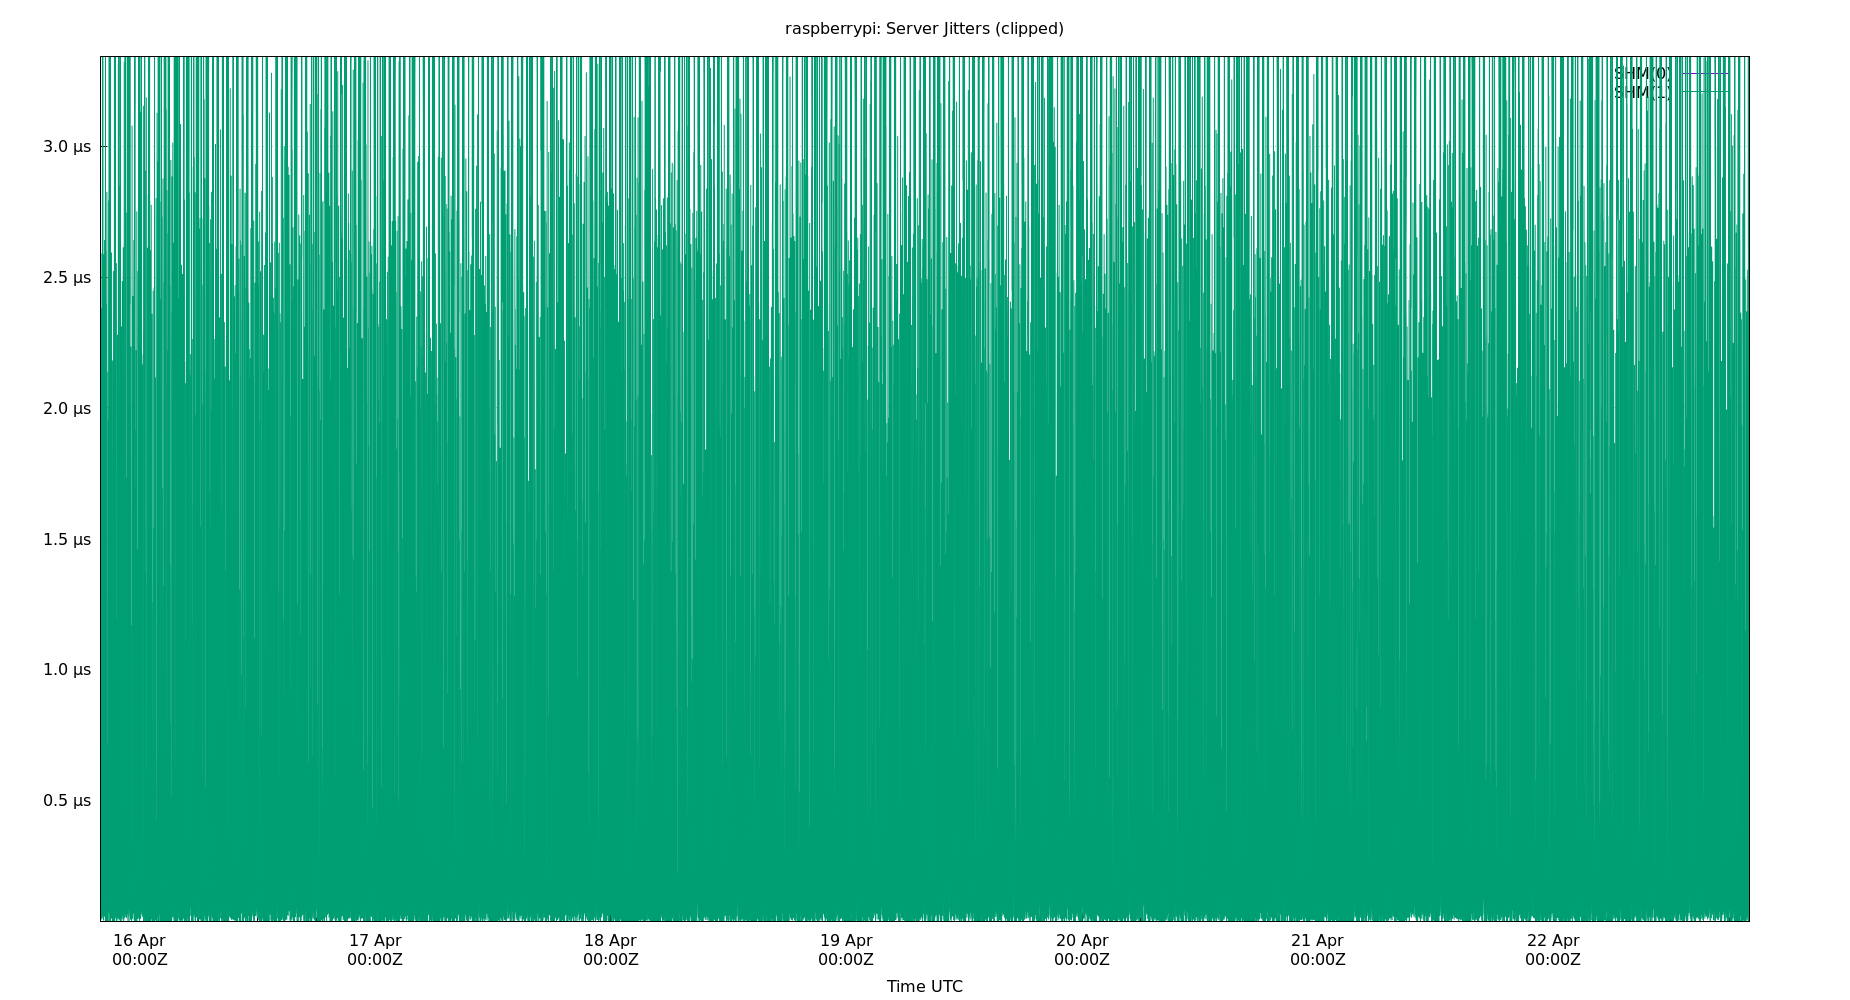 raspberrypi: Server Jitters (clipped)
SHM(0)
SHM(1)
3.0 µs
2.5 µs
2.0 µs
1.5 µs
1.0 µs
0.5 µs
16 Apr 17 Apr 18 Apr 19 Apr 20 Apr 21 Apr 22 Apr
00:00Z 00:00Z 00:00Z 00:00Z 00:00Z 00:00Z 00:00Z
Time UTC